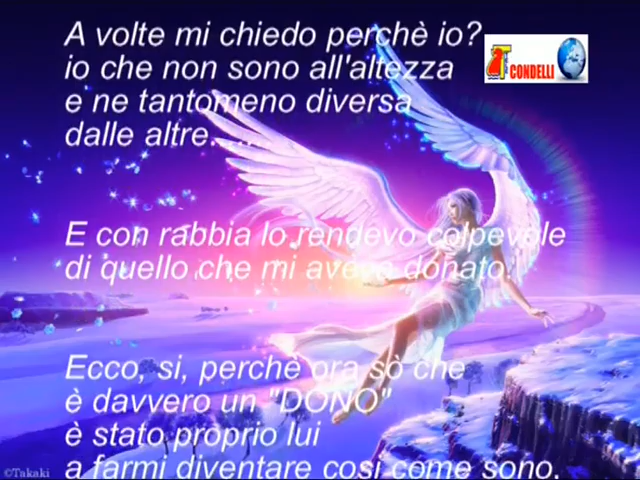 A volte mi chiedo perchè io?
io che non sono all'altezza
e ne tantomeno diversa
dalle altre.....
2T CONDELLI
E con rabbia lo rendevo colpevole
di quello che mi aveva donato.
Ecco, si, perchè ora sò che
è davvero un "DONO"
è stato proprio lui
a farmi diventare così come sono.
©Takaki